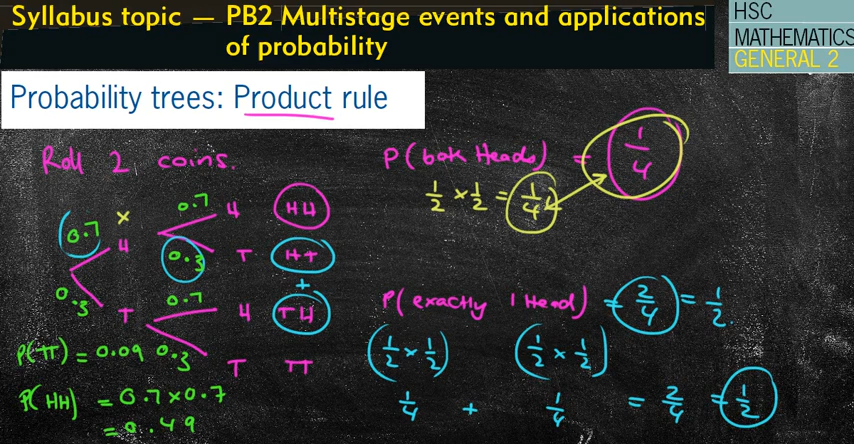 Syllabus topic — PB2 Multistage events and applications
of probability
HSC
MATHEMATICS
GENERAL 2
Probability trees: Product rule
Roll 2 coins.
P(both Heads) = 1/4
1/2 × 1/2 = 1/4
0.7 × H 0.7 H HH
0.3 T HT
+
0.3 T 0.7 H TH
0.3 T TT
P(exactly 1 Head) = 2/4 = 1/2.
(1/2 × 1/2) (1/2 × 1/2)
1/4 + 1/4 = 2/4 = 1/2
P(TT) = 0.09
P(HH) = 0.7 × 0.7
= 0.49